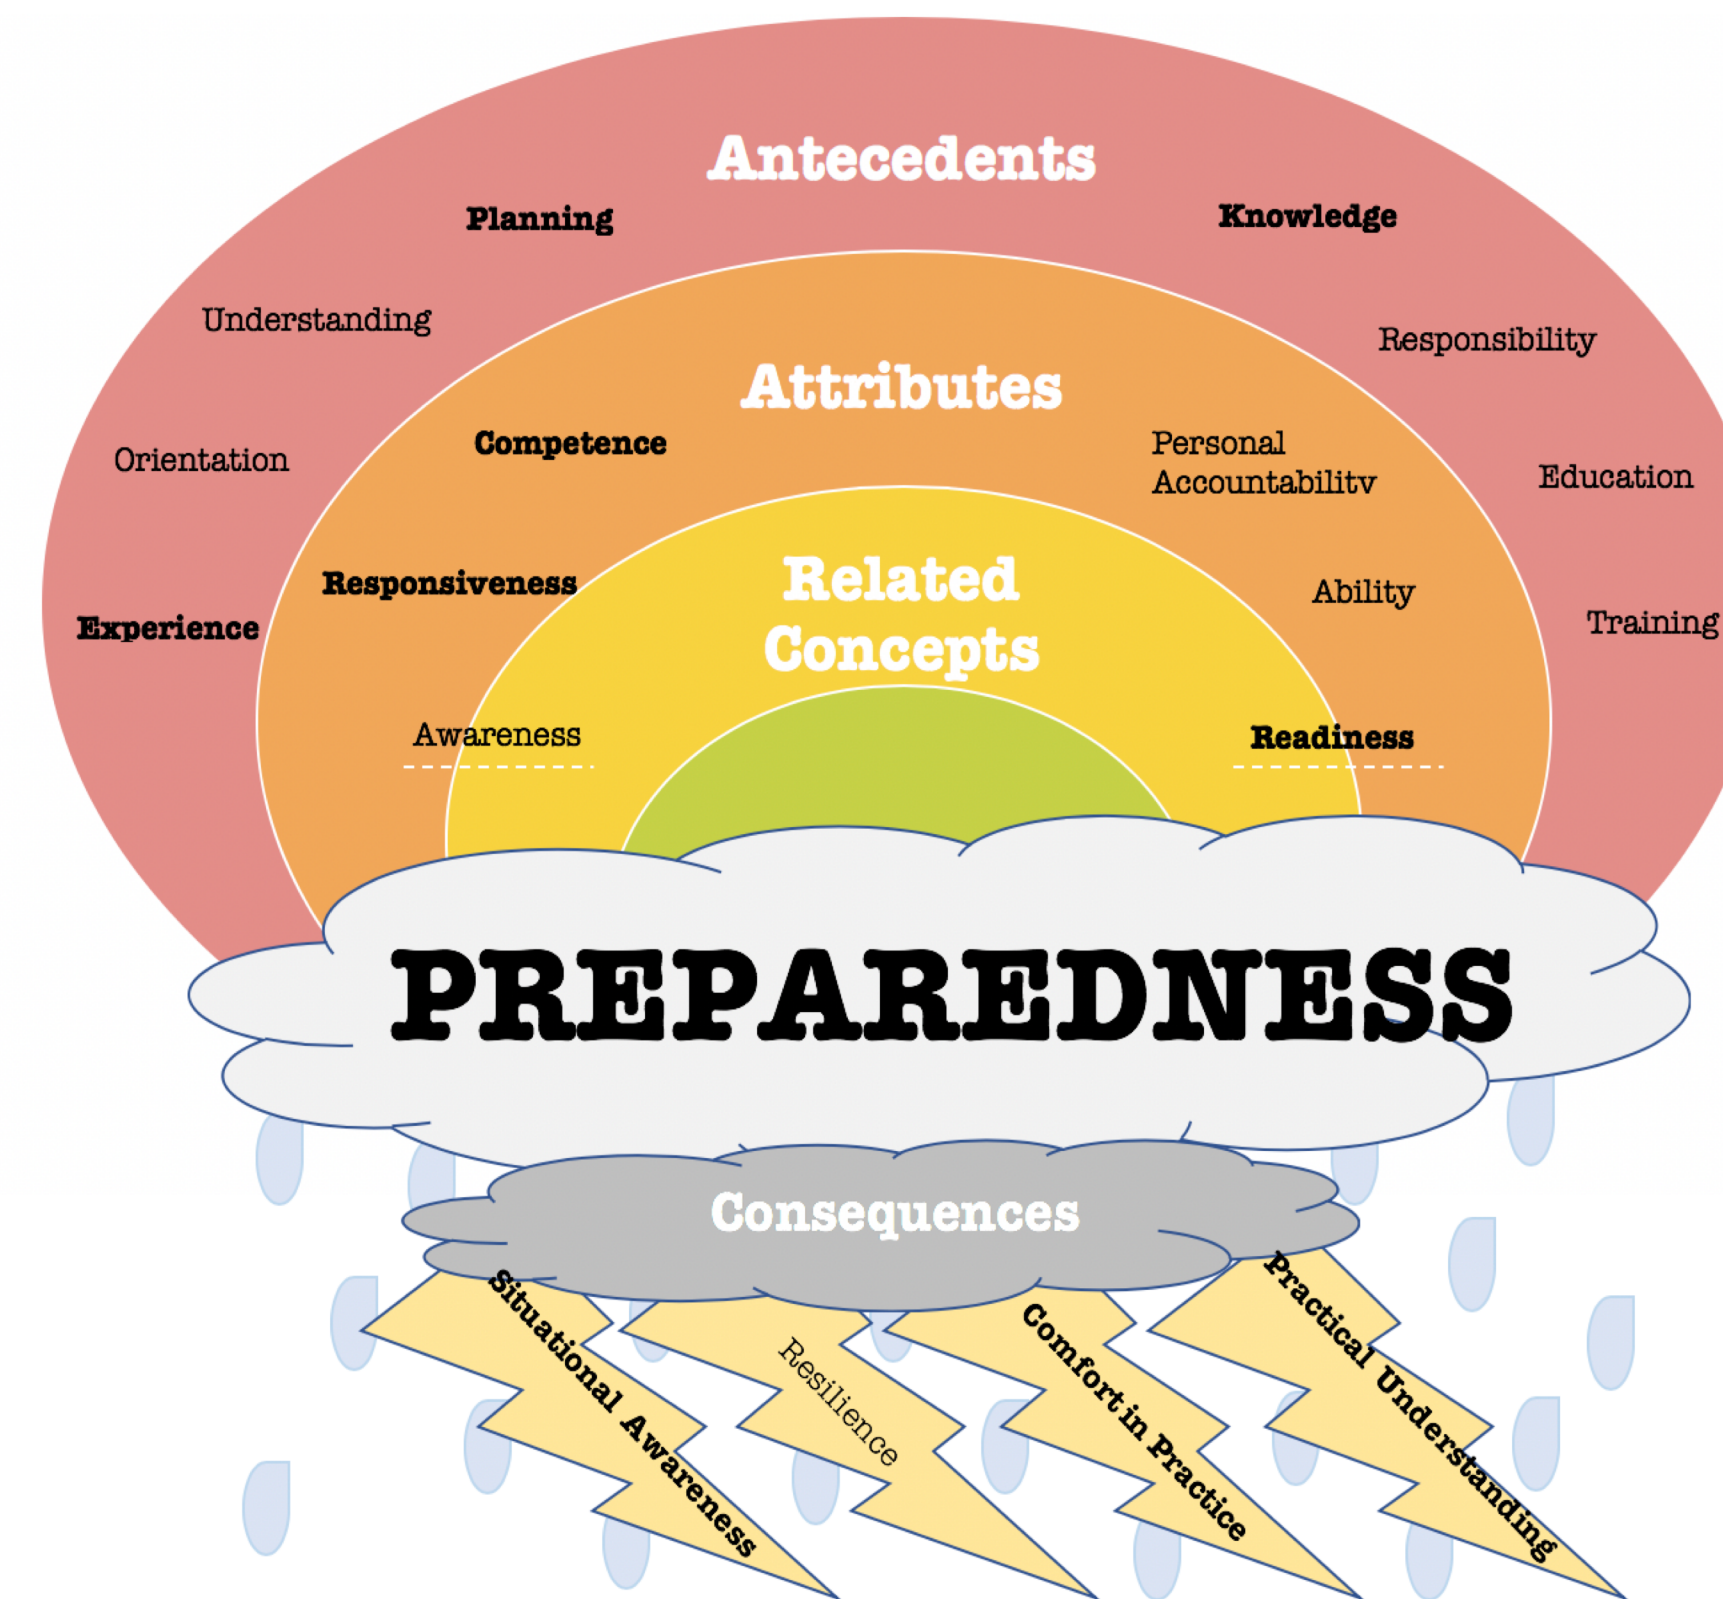 Antecedents
Planning
Knowledge
Understanding
Responsibility
Attributes
Competence
Personal
Accountability
Orientation
Education
Related
Concepts
Responsiveness
Ability
Experience
Training
Awareness
Readiness
PREPAREDNESS
Consequences
Situational Awareness
Resilience
Comfort in Practice
Practical Understanding